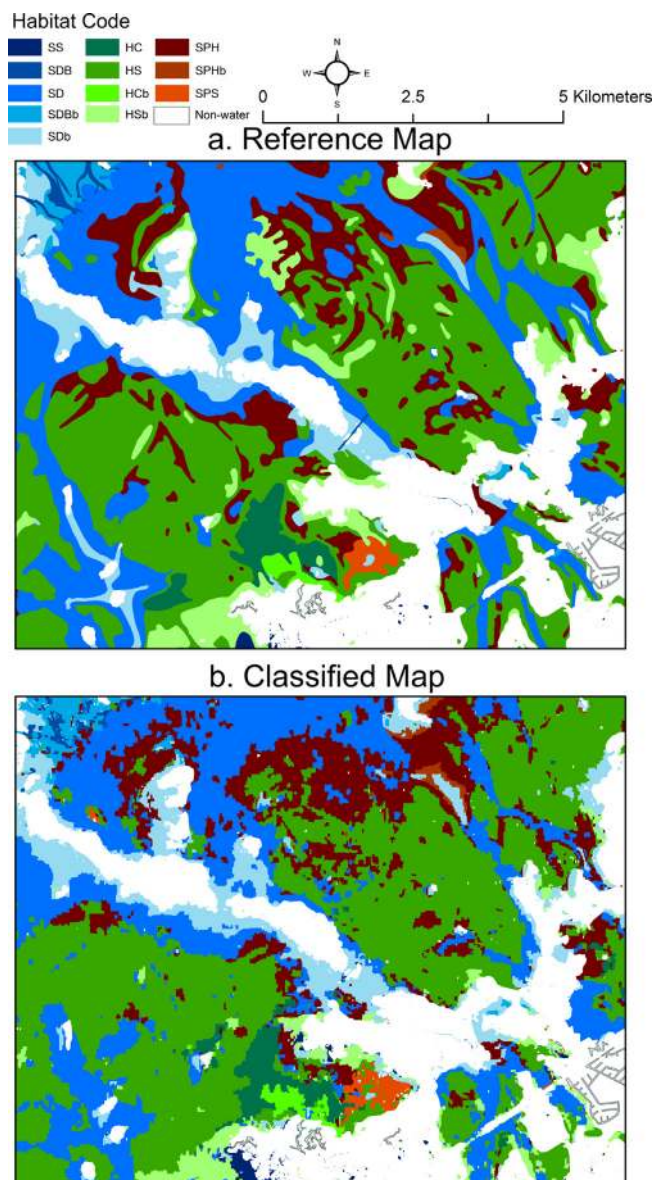 Habitat Code
SS HC SPH
SDB HS SPHb
SD HCb SPS
SDBb HSb Non-water
SDb
N
W E
S
0 2.5 5 Kilometers
a. Reference Map
b. Classified Map